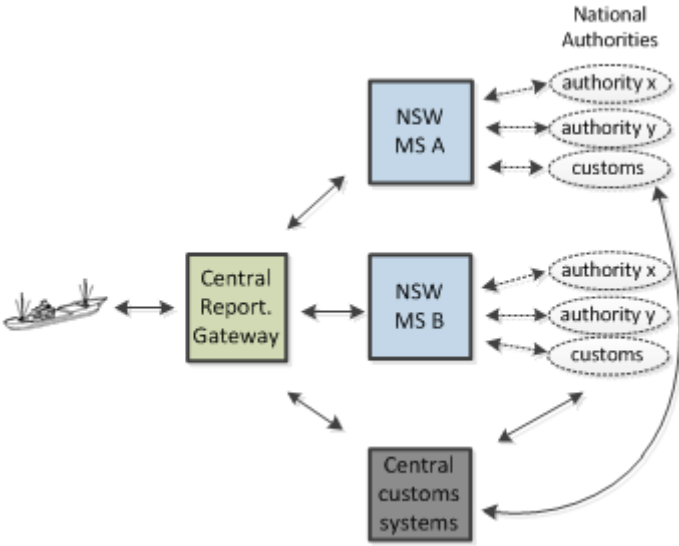 National
Authorities
NSW
MS A
authority x
authority y
customs
Central
Report.
Gateway
NSW
MS B
authority x
authority y
customs
Central
customs
systems